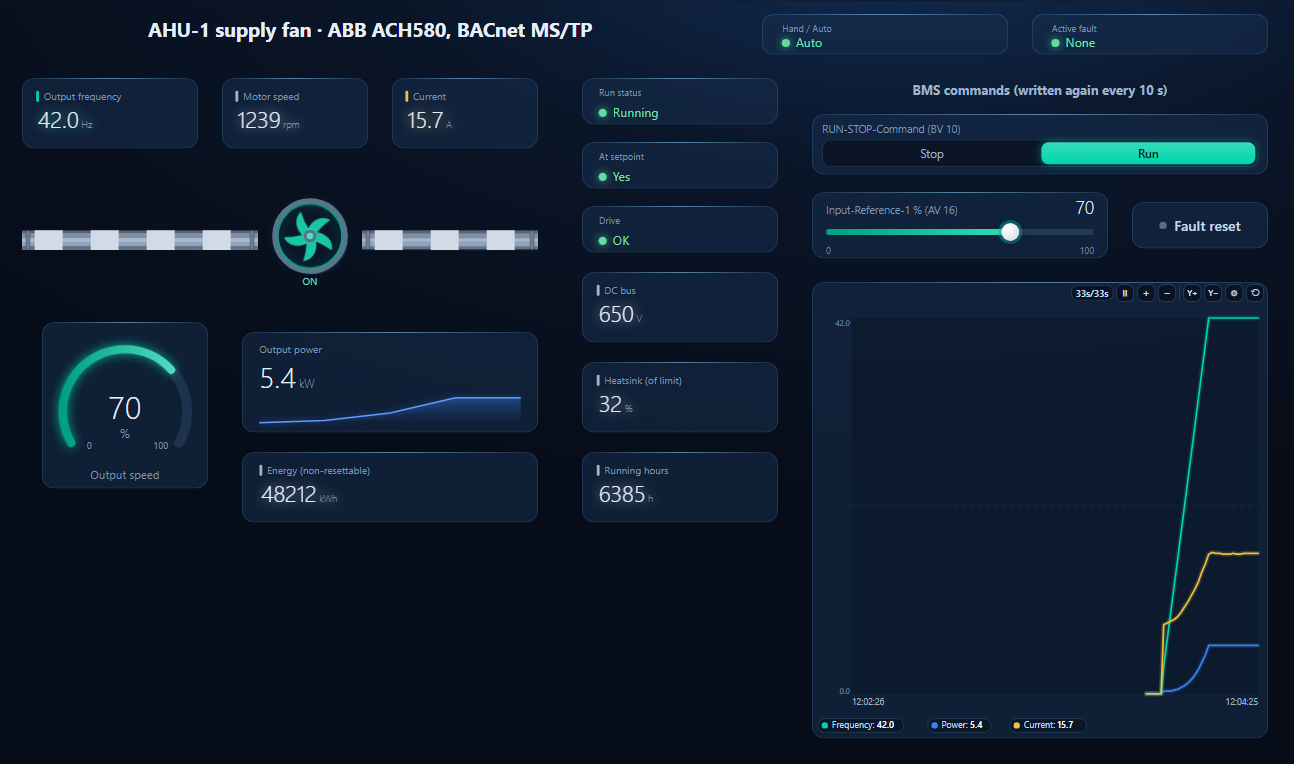 AHU-1 supply fan · ABB ACH580, BACnet MS/TP
Hand / Auto
Auto
Active fault
None
Output frequency
42.0 Hz
Motor speed
1239 rpm
Current
15.7 A
Run status
Running
At setpoint
Yes
Drive
OK
DC bus
650 V
Heatsink (of limit)
32 %
Running hours
6385 h
ON
70
%
0
100
Output speed
Output power
5.4 kW
Energy (non-resettable)
48212 kWh
BMS commands (written again every 10 s)
RUN-STOP-Command (BV 10)
Stop
Run
Input-Reference-1 % (AV 16)
70
0
100
Fault reset
33s/33s
Y+
Y−
42.0
0.0
12:02:26
12:04:25
Frequency: 42.0
Power: 5.4
Current: 15.7